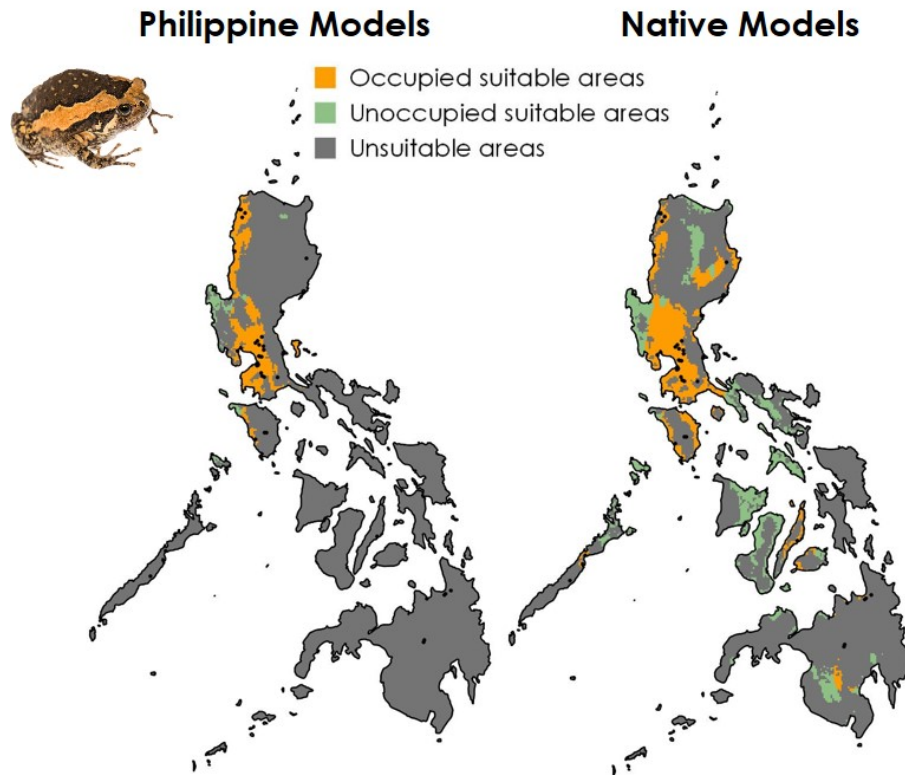 Philippine Models
Native Models
Occupied suitable areas
Unoccupied suitable areas
Unsuitable areas